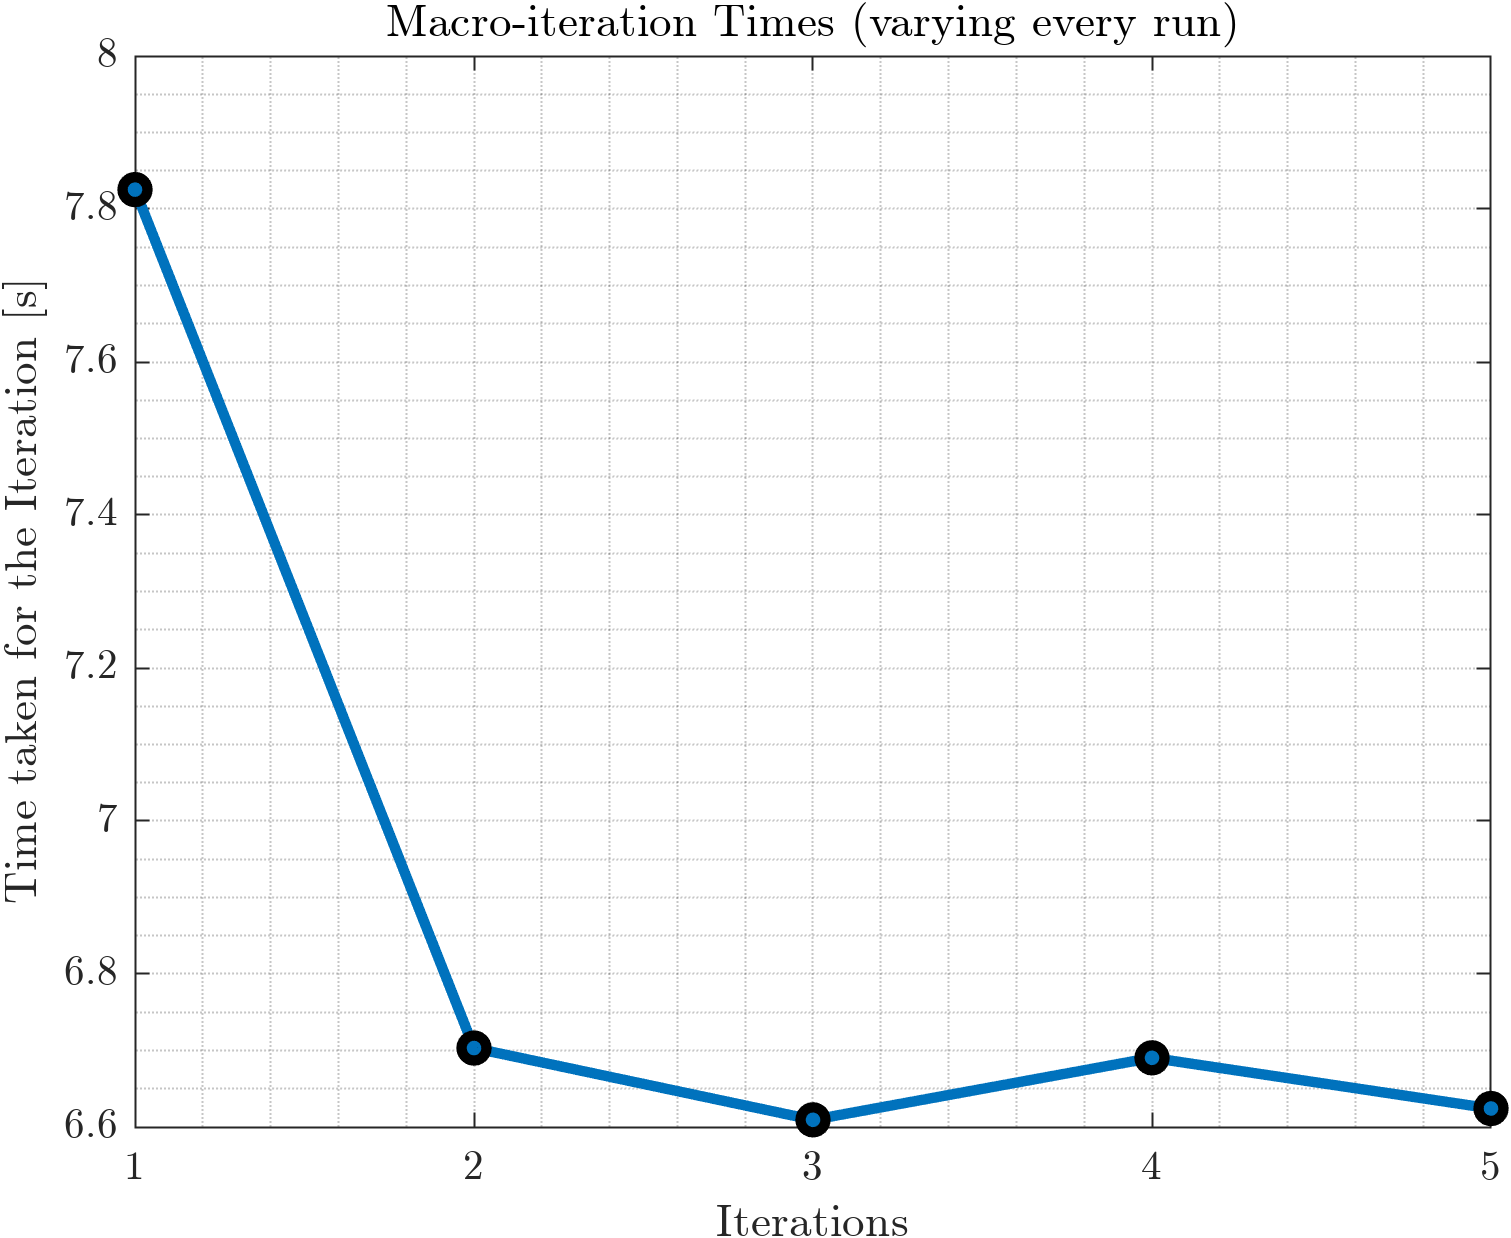 Macro-iteration Times (varying every run)
8
7.8
7.6
7.4
7.2
7
6.8
6.6
Time taken for the Iteration [s]
1 2 3 4 5
Iterations